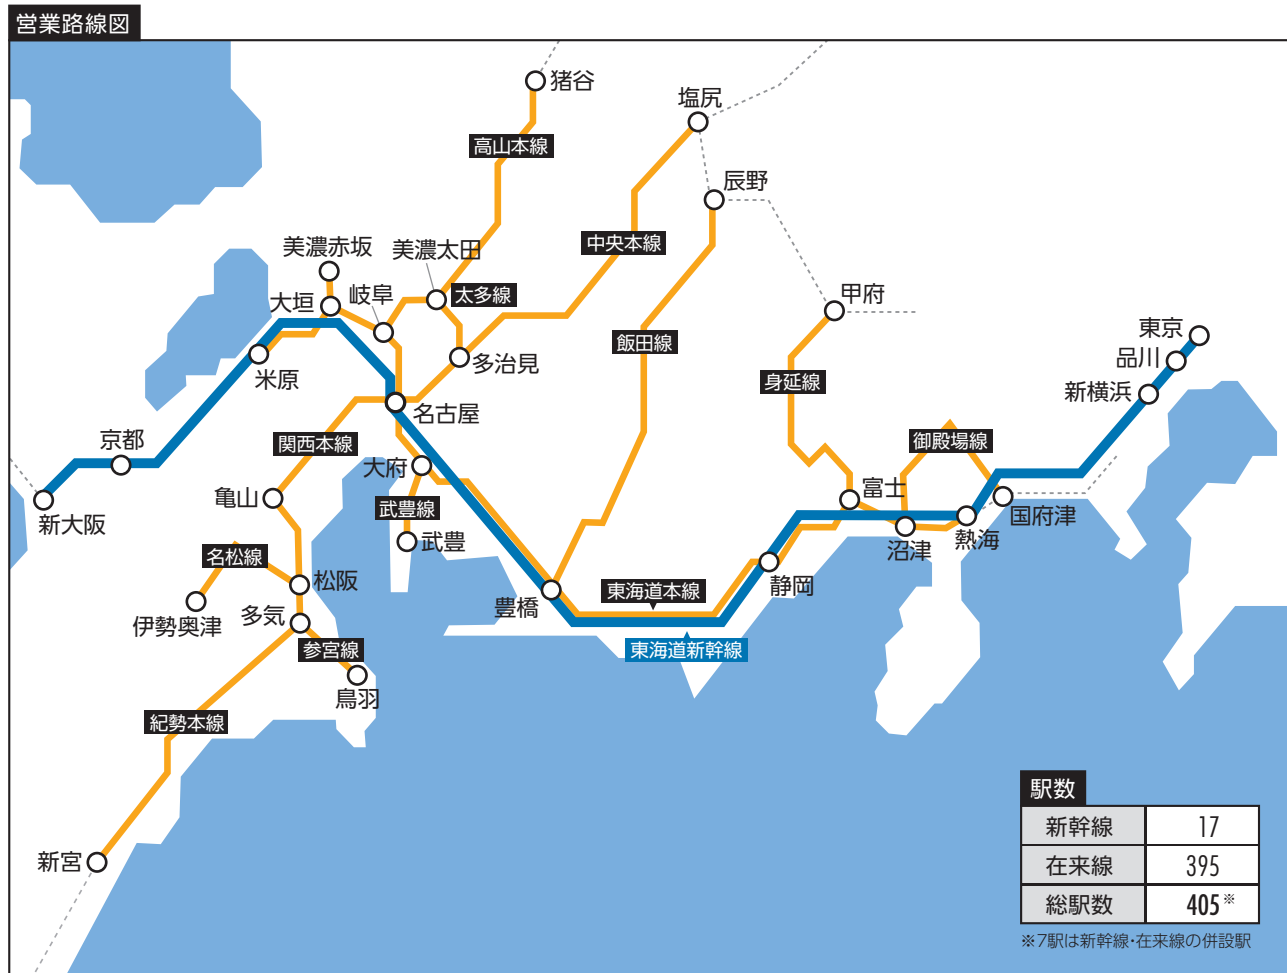 営業路線図
猪谷
塩尻
高山本線
辰野
美濃赤坂
美濃太田
中央本線
大垣
岐阜
太多線
甲府
東京
品川
飯田線
米原
多治見
身延線
新横浜
名古屋
京都
関西本線
御殿場線
大府
亀山
富士
新大阪
武豊線
国府津
武豊
沼津
熱海
名松線
松阪
静岡
東海道本線
豊橋
伊勢奥津
多気
参宮線
東海道新幹線
鳥羽
紀勢本線
新宮
駅数
新幹線 17
在来線 395
総駅数 405※
※7駅は新幹線・在来線の併設駅